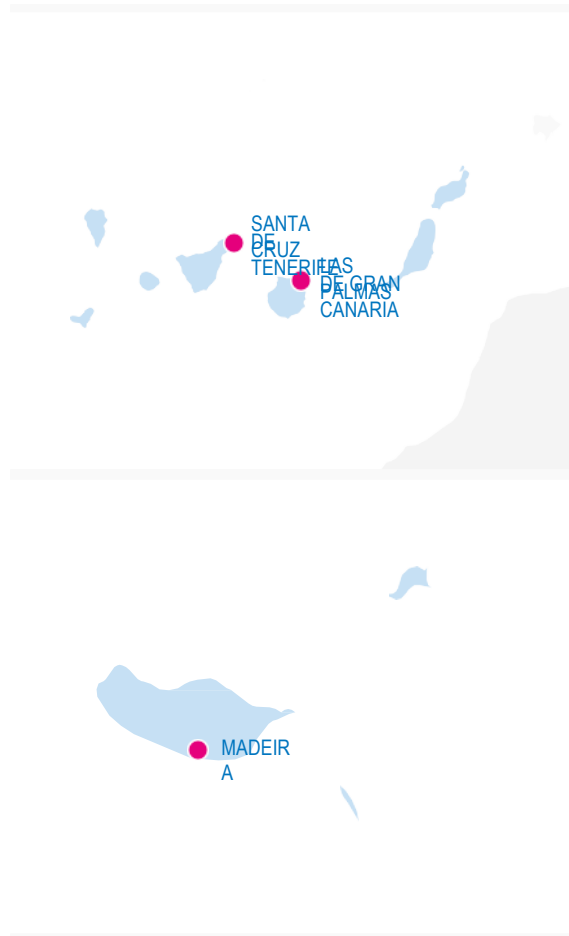 SANTA
DE
CRUZ
TENERIFE
LAS
DE GRAN
PALMAS
CANARIA
MADEIR
A